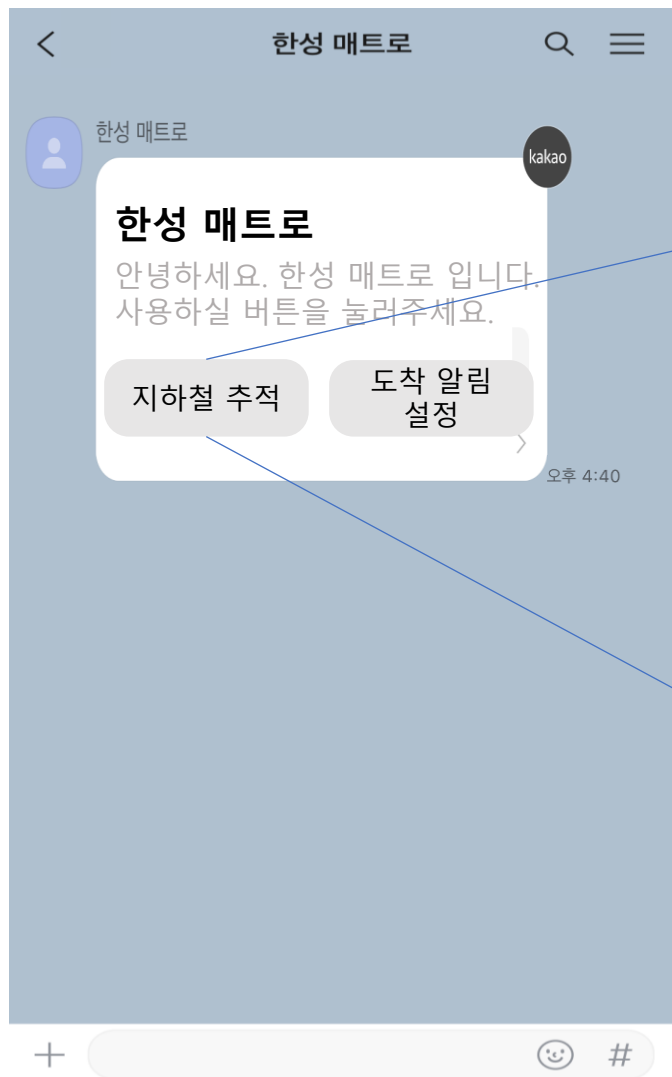 한성 매트로
한성 매트로
kakao
한성 매트로
안녕하세요. 한성 매트로 입니다.
사용하실 버튼을 눌러주세요.
지하철 추적
도착 알림
설정
오후 4:40
#